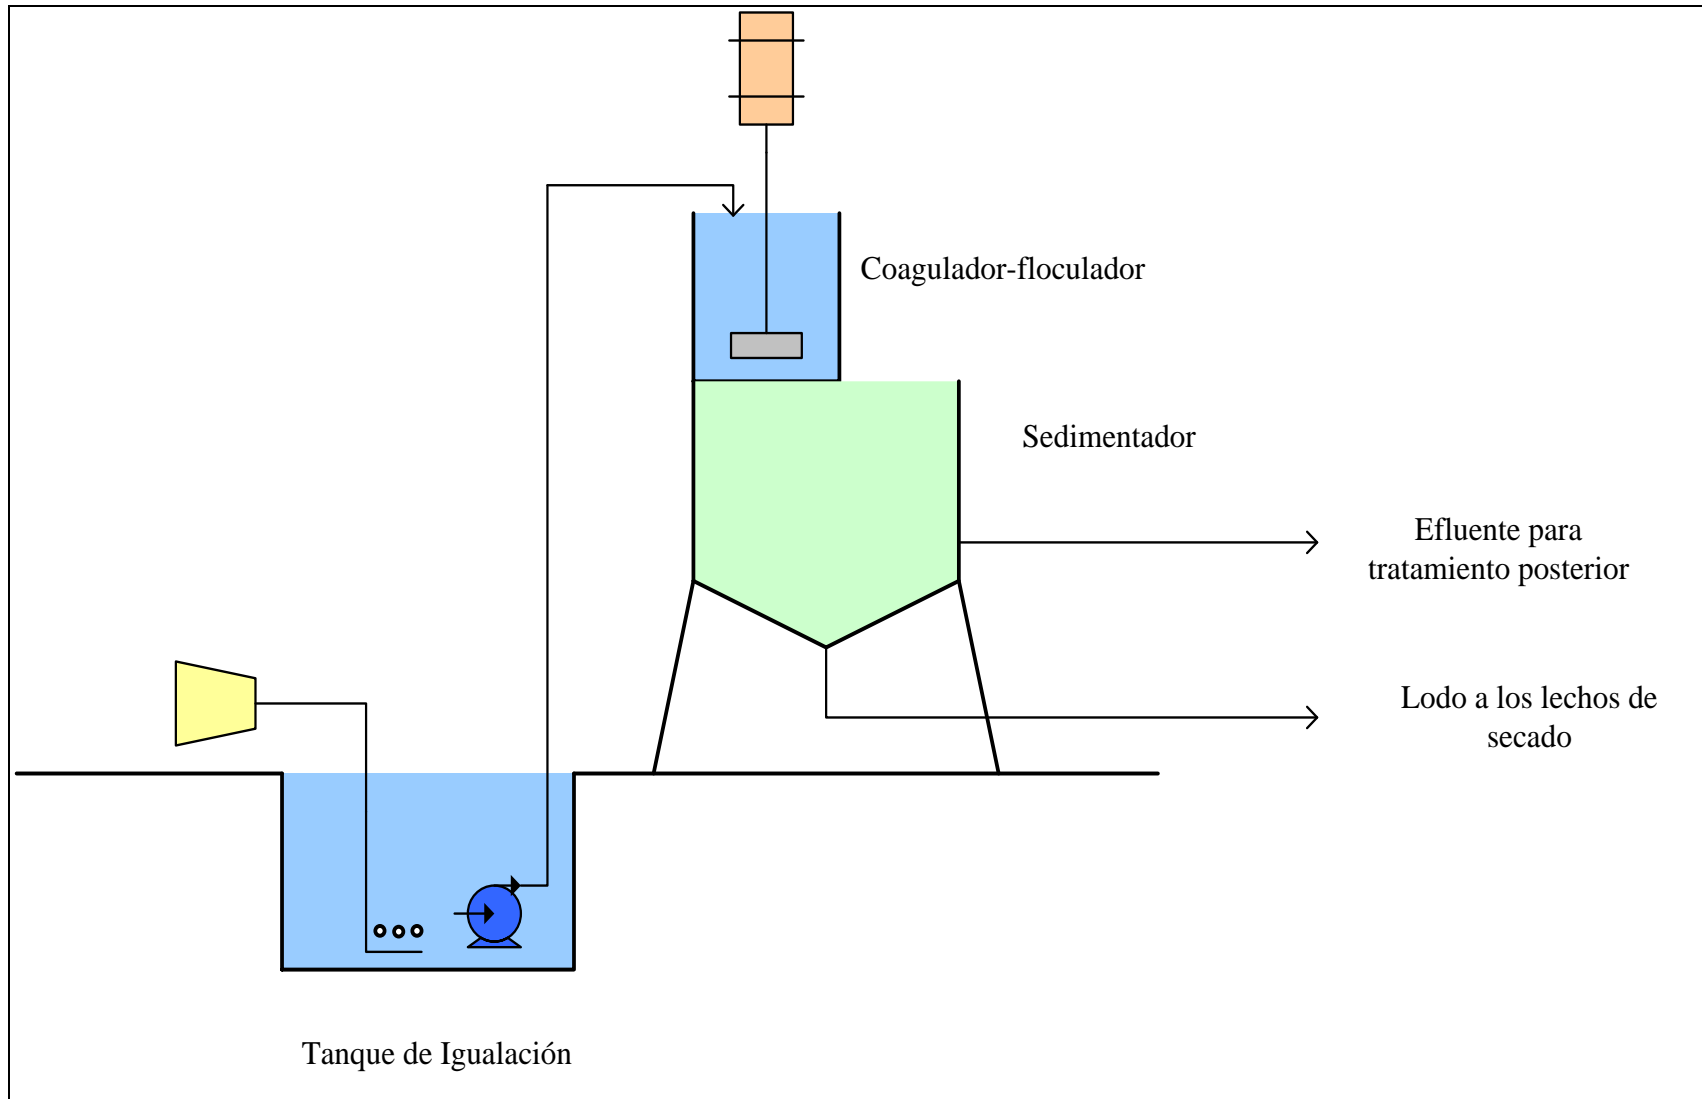 Coagulador-floculador
Sedimentador
Efluente para
tratamiento posterior
Lodo a los lechos de
secado
Tanque de Igualación